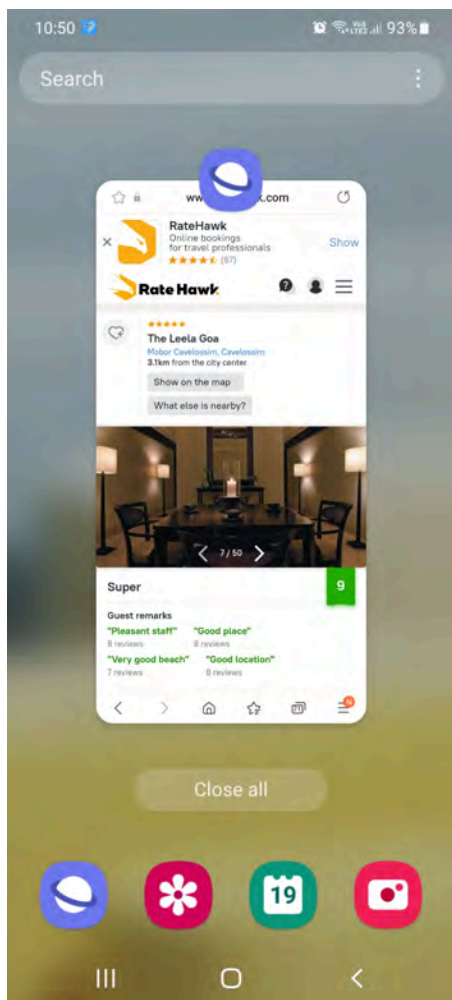 10:50
93%
Search
www
.com
RateHawk
Online bookings
for travel professionals
(67)
Show
Rate Hawk
The Leela Goa
Mobor Cavelossim, Cavelossim
3.1km from the city center
Show on the map
What else is nearby?
7 / 50
Super
9
Guest remarks
"Pleasant staff" "Good place"
8 reviews 8 reviews
"Very good beach" "Good location"
7 reviews 6 reviews
Close all
19